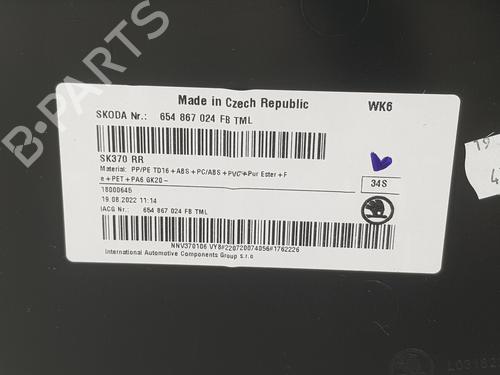 Made in Czech Republic
WK6
SKODA Nr.: 654 867 024 FB TML
SK370 RR
Material: PP/PE TD16+ABS+PC/ABS+PVC+Pur Ester+F
e+PET+PA6 GK20-
34S
18000645
19.08.2022 11:14
IACG Nr.: 654 867 024 FB TML
NNV370106 VY8#220720074056#1762226
International Automotive Components Group s.r.o
B-PARTS